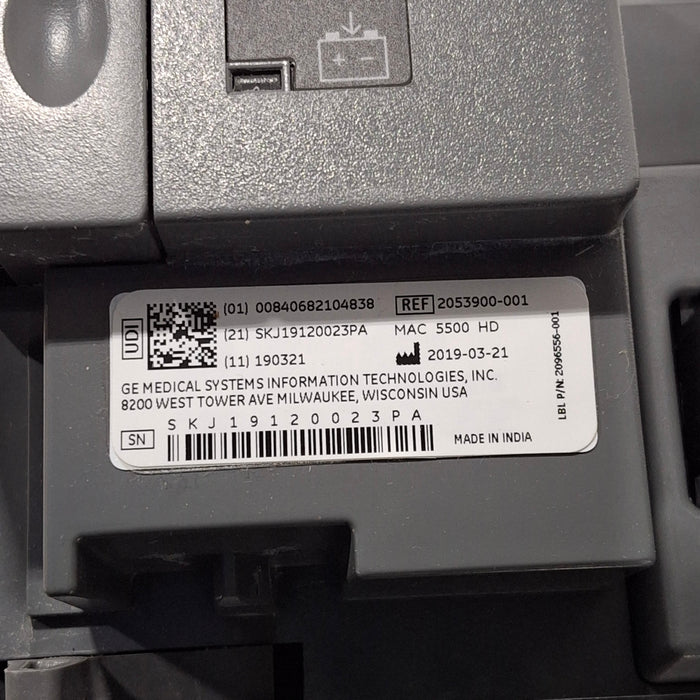 UDI
(01) 00840682104838 REF 2053900-001
(21) SKJ19120023PA MAC 5500 HD
(11) 190321 2019-03-21
GE MEDICAL SYSTEMS INFORMATION TECHNOLOGIES, INC.
8200 WEST TOWER AVE MILWAUKEE, WISCONSIN USA
SKJ19120023PA
SN MADE IN INDIA
LBL P/N: 2096556-001